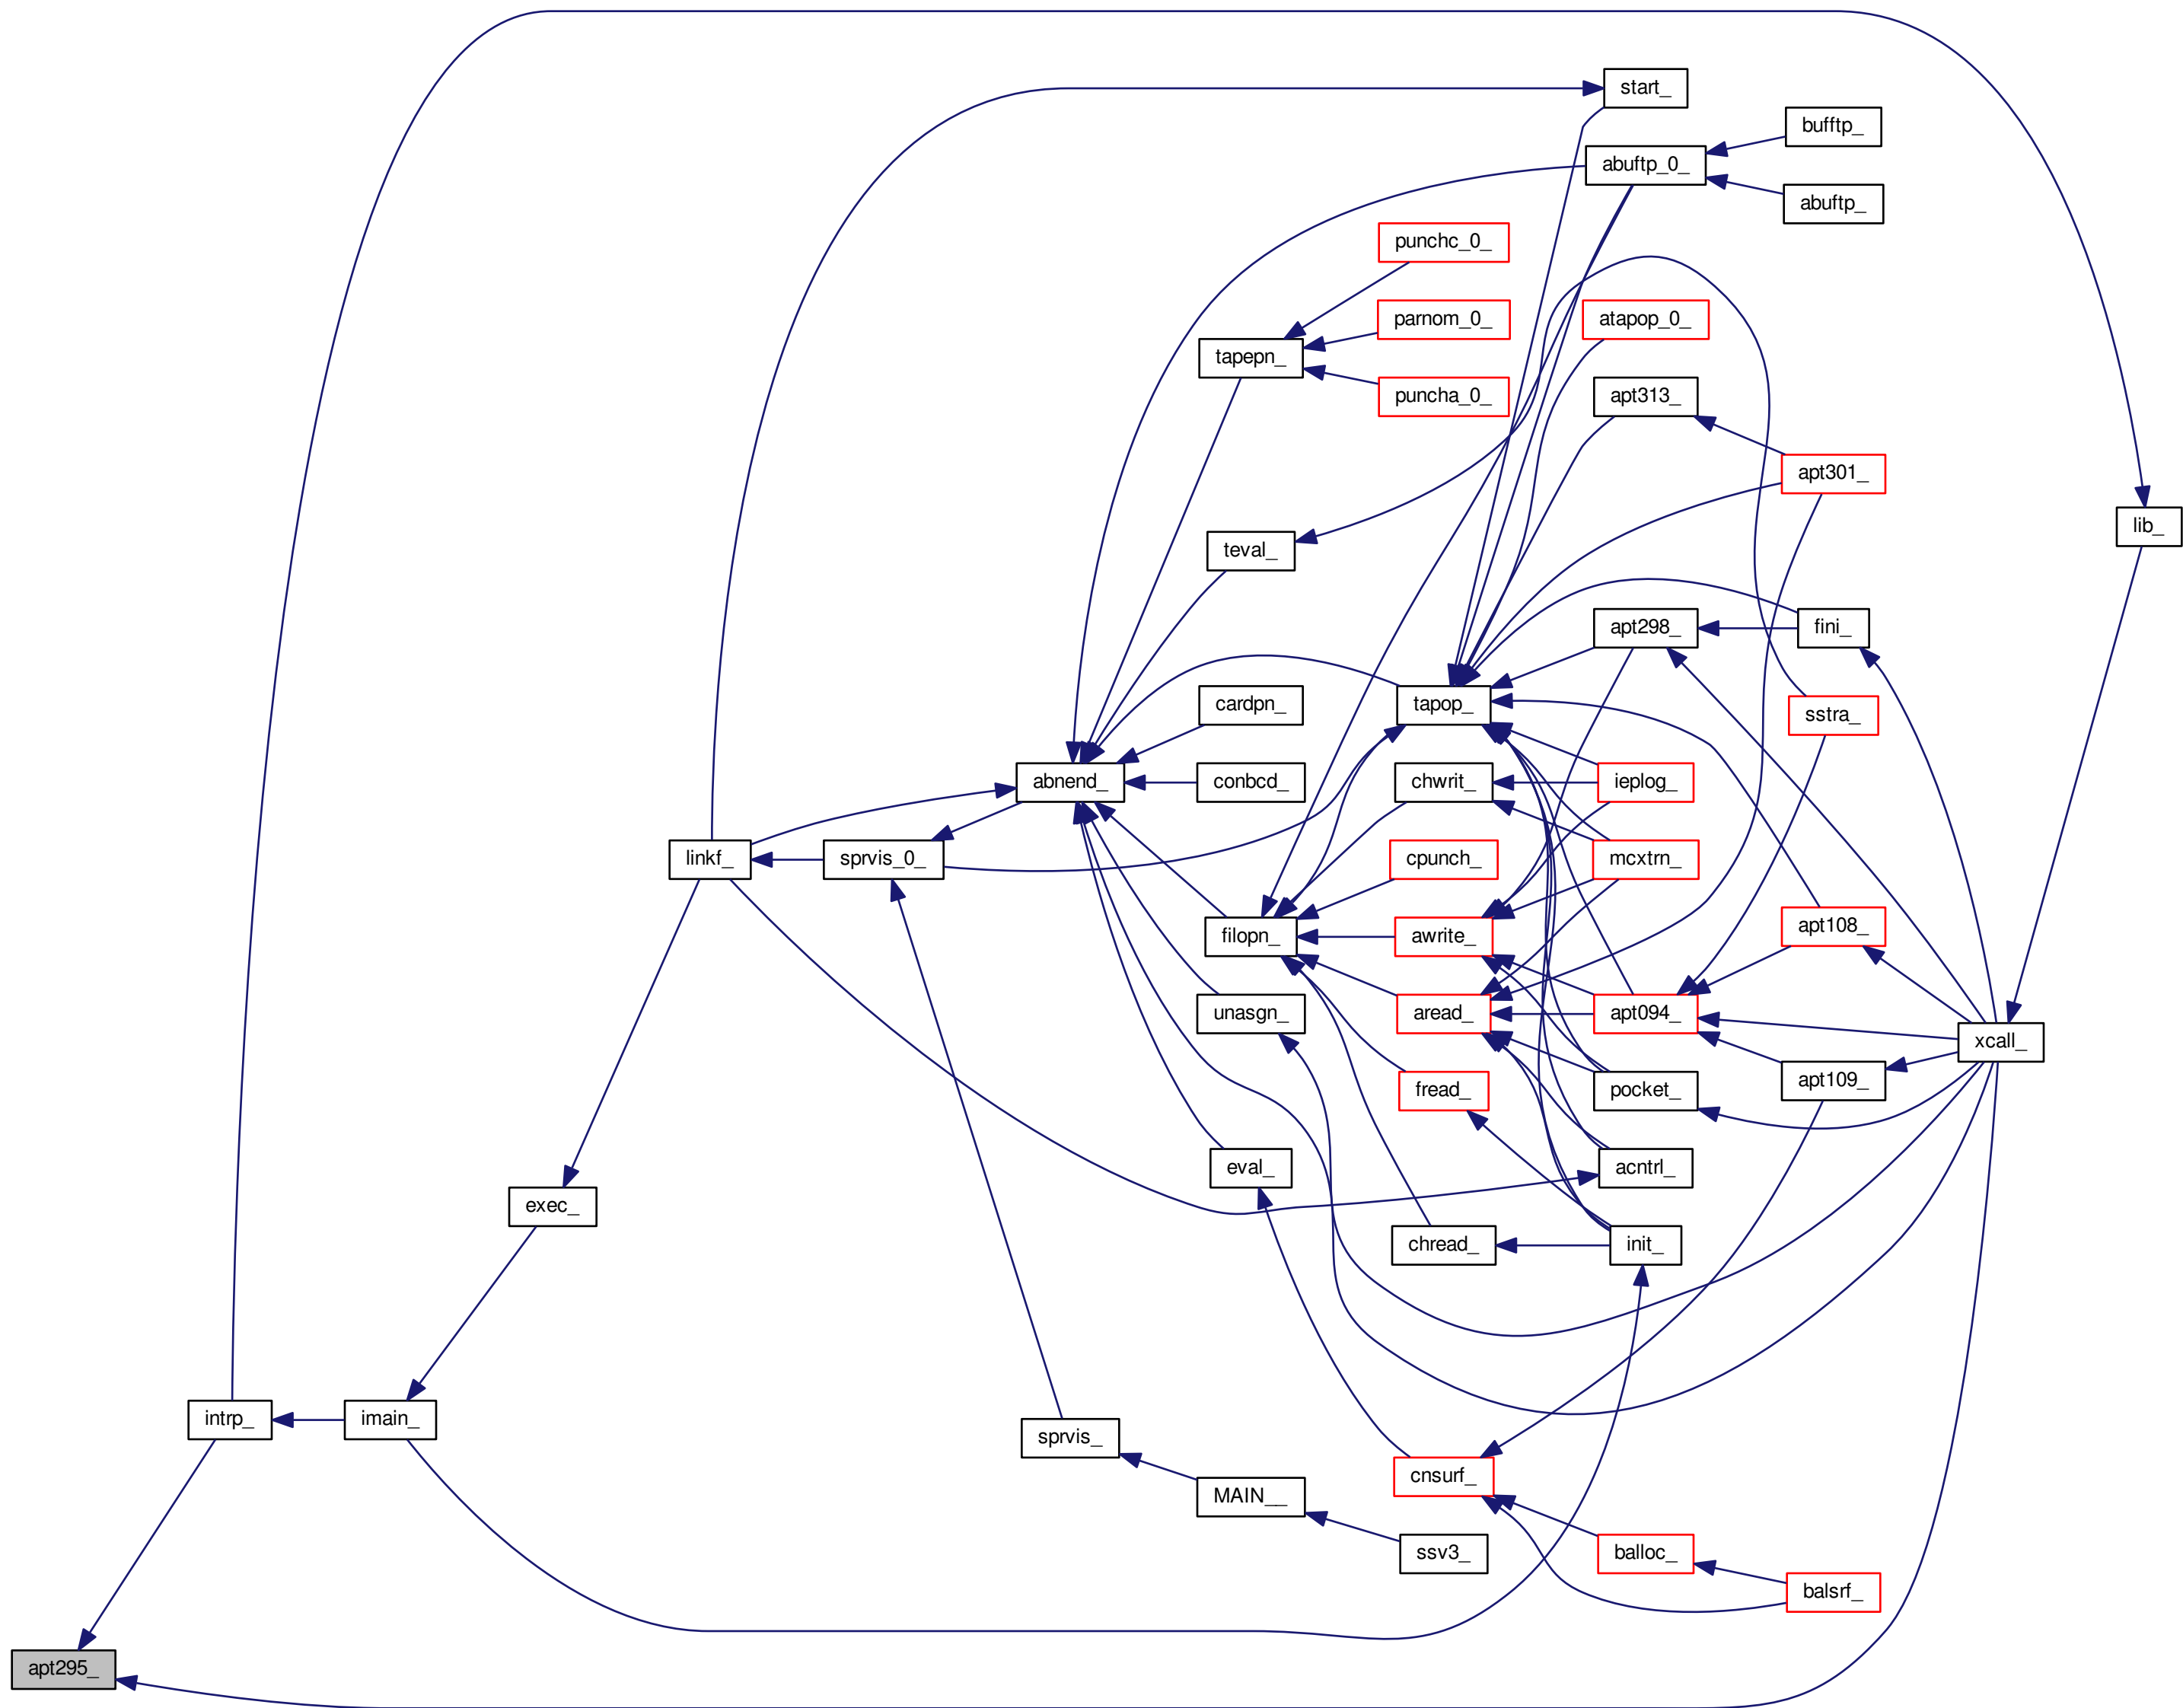 start_
bufftp_
abuftp_0_
abuftp_
punchc_0_
parnom_0_
atapop_0_
tapepn_
puncha_0_
apt313_
apt301_
lib_
teval_
apt298_
fini_
cardpn_
tapop_
sstra_
abnend_
conbcd_
chwrit_
ieplog_
linkf_
sprvis_0_
cpunch_
mcxtrn_
filopn_
awrite_
apt108_
unasgn_
aread_
apt094_
xcall_
fread_
pocket_
apt109_
eval_
acntrl_
exec_
chread_
init_
intrp_
imain_
sprvis_
cnsurf_
MAIN__
ssv3_
balloc_
balsrf_
apt295_